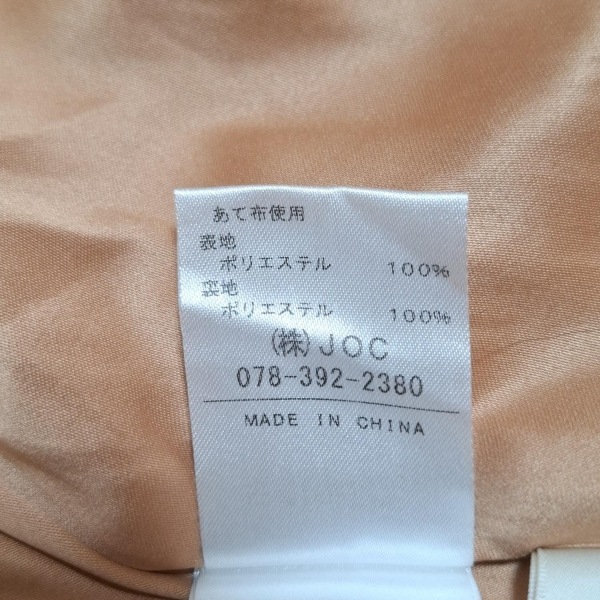 あて布使用
表地
ポリエステル 100%
裏地
ポリエステル 100%
(株)JOC
078-392-2380
MADE IN CHINA